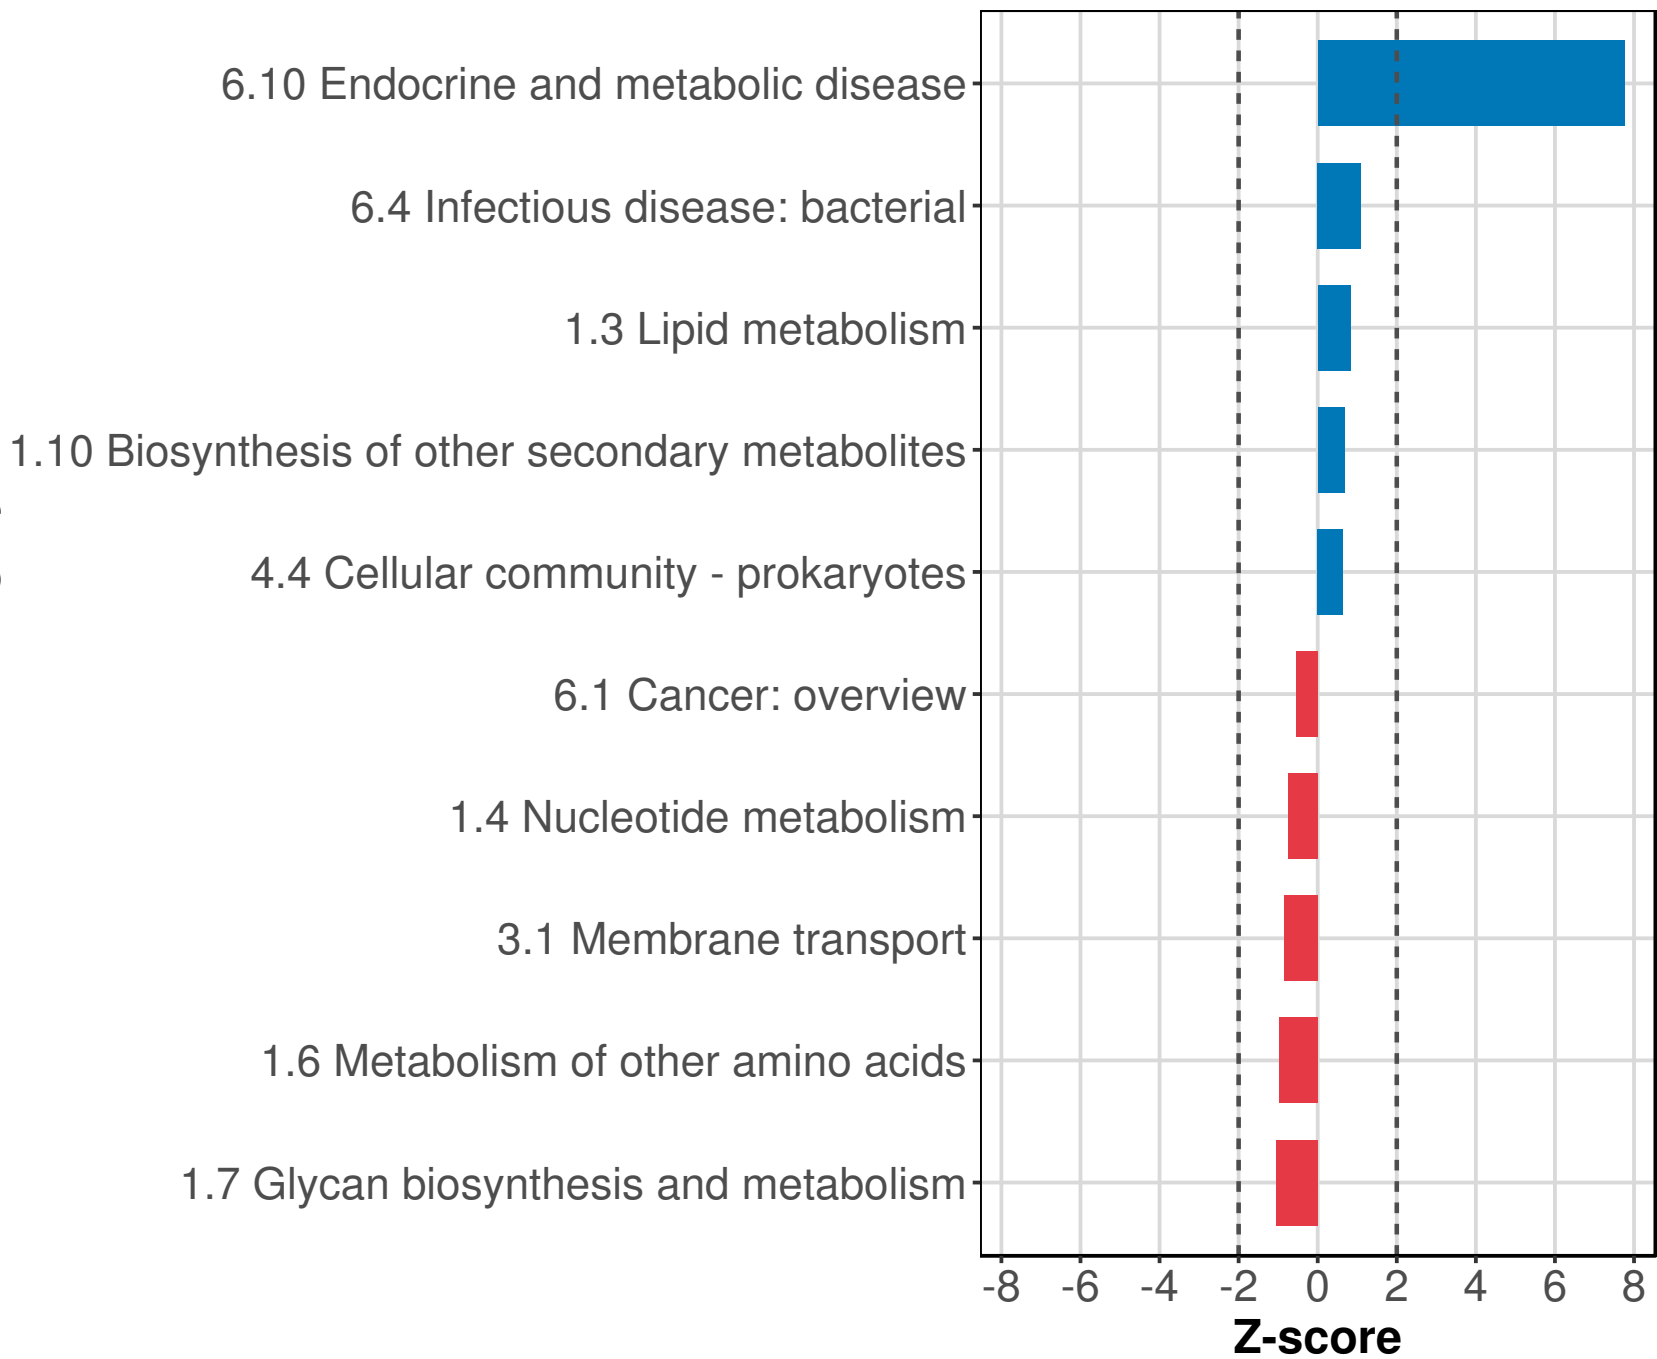 6.10 Endocrine and metabolic disease
6.4 Infectious disease: bacterial
1.3 Lipid metabolism
1.10 Biosynthesis of other secondary metabolites
4.4 Cellular community - prokaryotes
6.1 Cancer: overview
1.4 Nucleotide metabolism
3.1 Membrane transport
1.6 Metabolism of other amino acids
1.7 Glycan biosynthesis and metabolism
-8 -6 -4 -2 0 2 4 6 8
Z-score